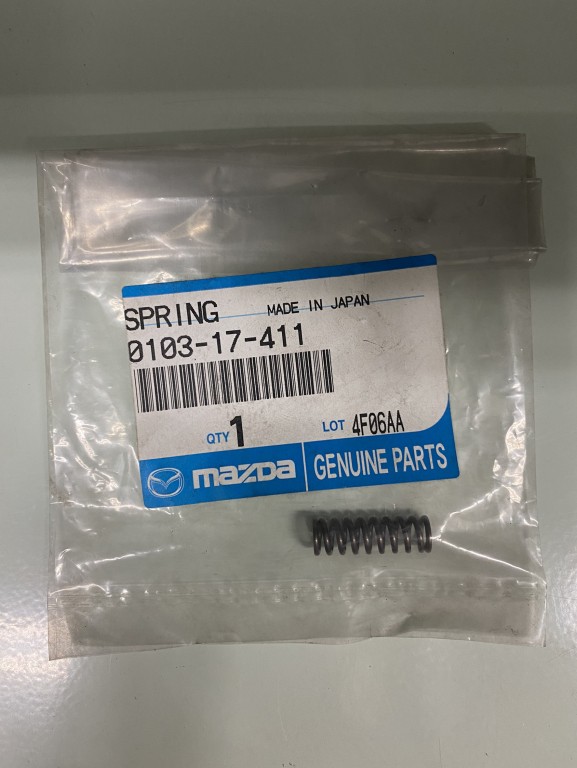 SPRING MADE IN JAPAN
0103-17-411
QTY 1 LOT 4F06AA
mazda GENUINE PARTS